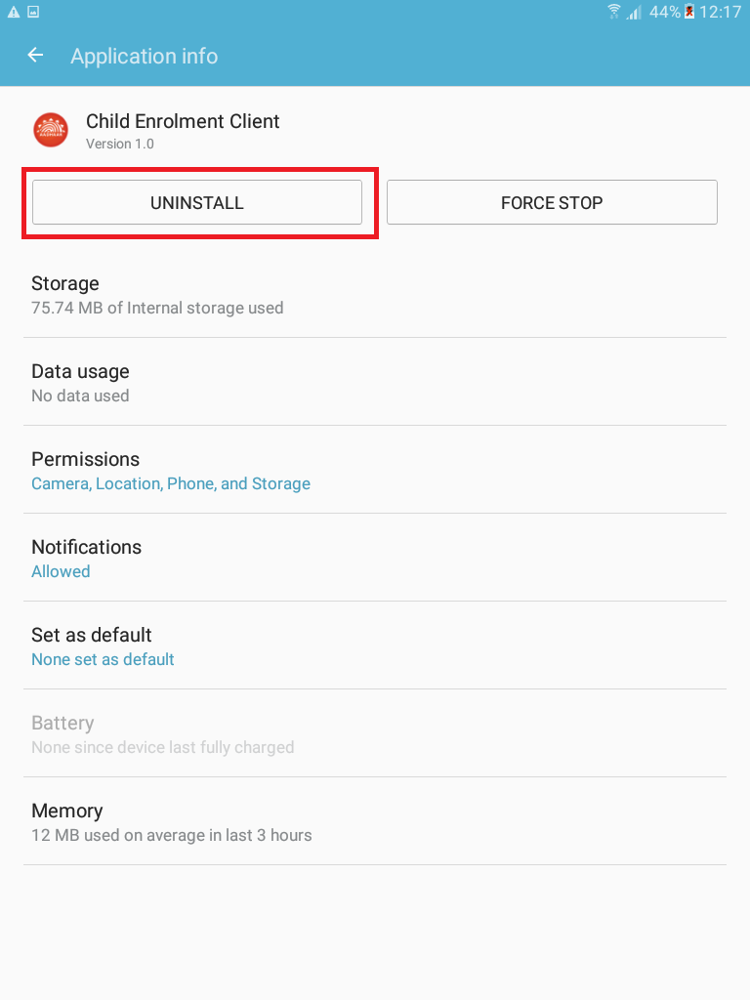 44% 12:17
Application info
AADHAAR
Child Enrolment Client
Version 1.0
UNINSTALL
FORCE STOP
Storage
75.74 MB of Internal storage used
Data usage
No data used
Permissions
Camera, Location, Phone, and Storage
Notifications
Allowed
Set as default
None set as default
Battery
None since device last fully charged
Memory
12 MB used on average in last 3 hours